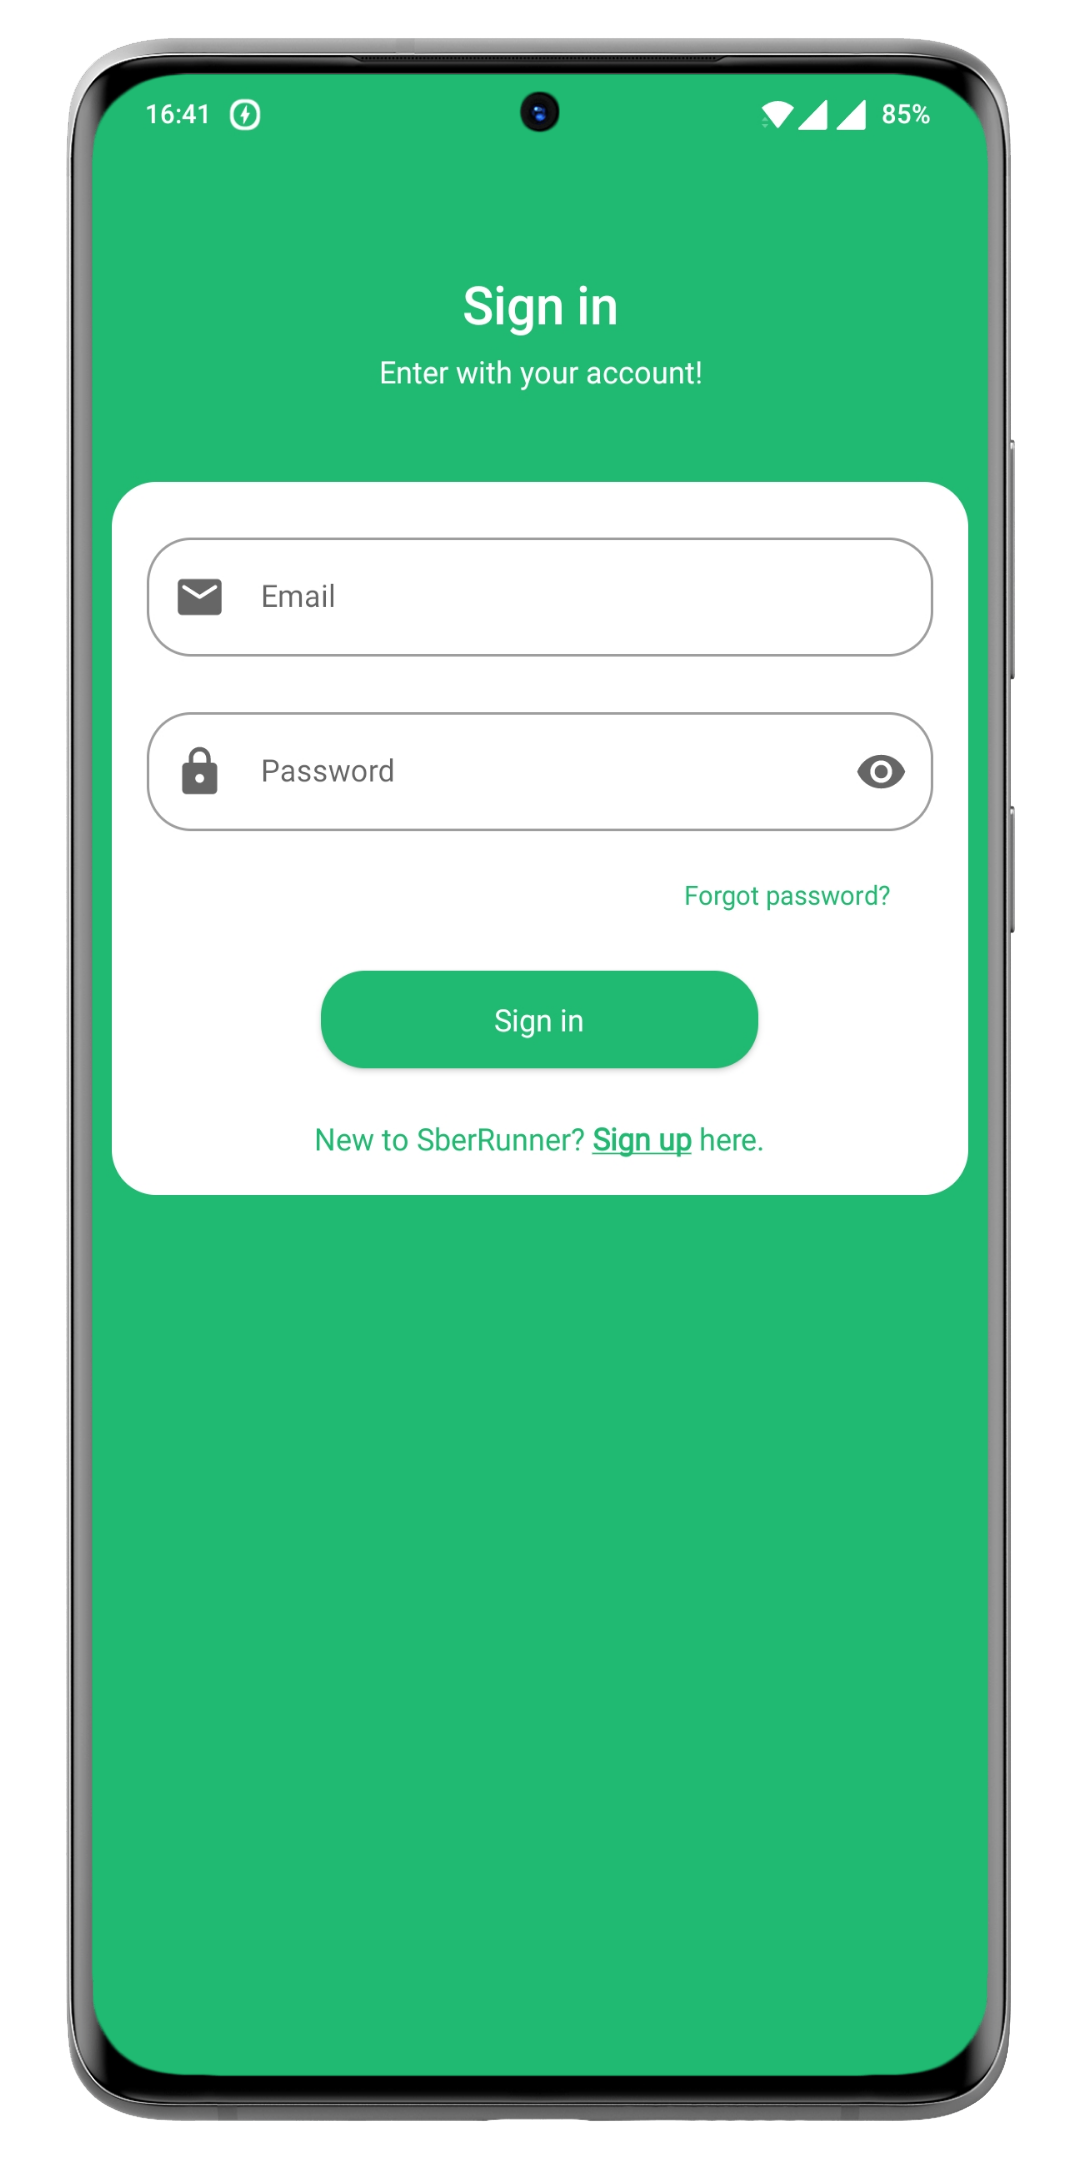 16:41 85%
Sign in
Enter with your account!
Email
Password
Forgot password?
Sign in
New to SberRunner? Sign up here.